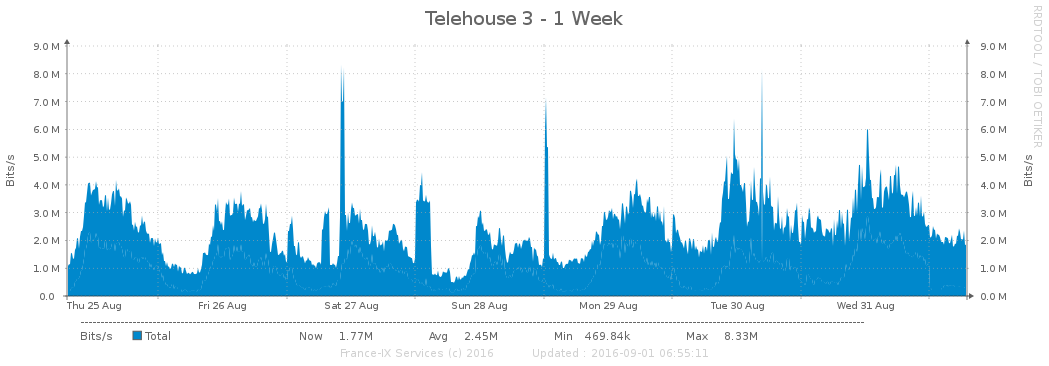 Telehouse 3 - 1 Week
RRDTOOL / TOBI OETIKER
Bits/s
Bits/s
9.0 M 9.0 M
8.0 M 8.0 M
7.0 M 7.0 M
6.0 M 6.0 M
5.0 M 5.0 M
4.0 M 4.0 M
3.0 M 3.0 M
2.0 M 2.0 M
1.0 M 1.0 M
0.0 0.0 M
Thu 25 Aug Fri 26 Aug Sat 27 Aug Sun 28 Aug Mon 29 Aug Tue 30 Aug Wed 31 Aug
Bits/s Total Now 1.77M Avg 2.45M Min 469.84k Max 8.33M
France-IX Services (c) 2016 Updated : 2016-09-01 06:55:11